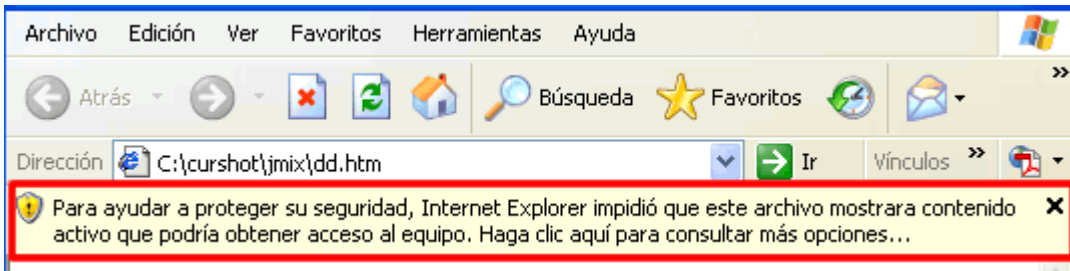 Archivo Edición Ver Favoritos Herramientas Ayuda
Atrás Búsqueda Favoritos
Dirección C:\curshot\jmix\dd.htm Ir Vínculos
Para ayudar a proteger su seguridad, Internet Explorer impidió que este archivo mostrara contenido
activo que podría obtener acceso al equipo. Haga clic aquí para consultar más opciones...